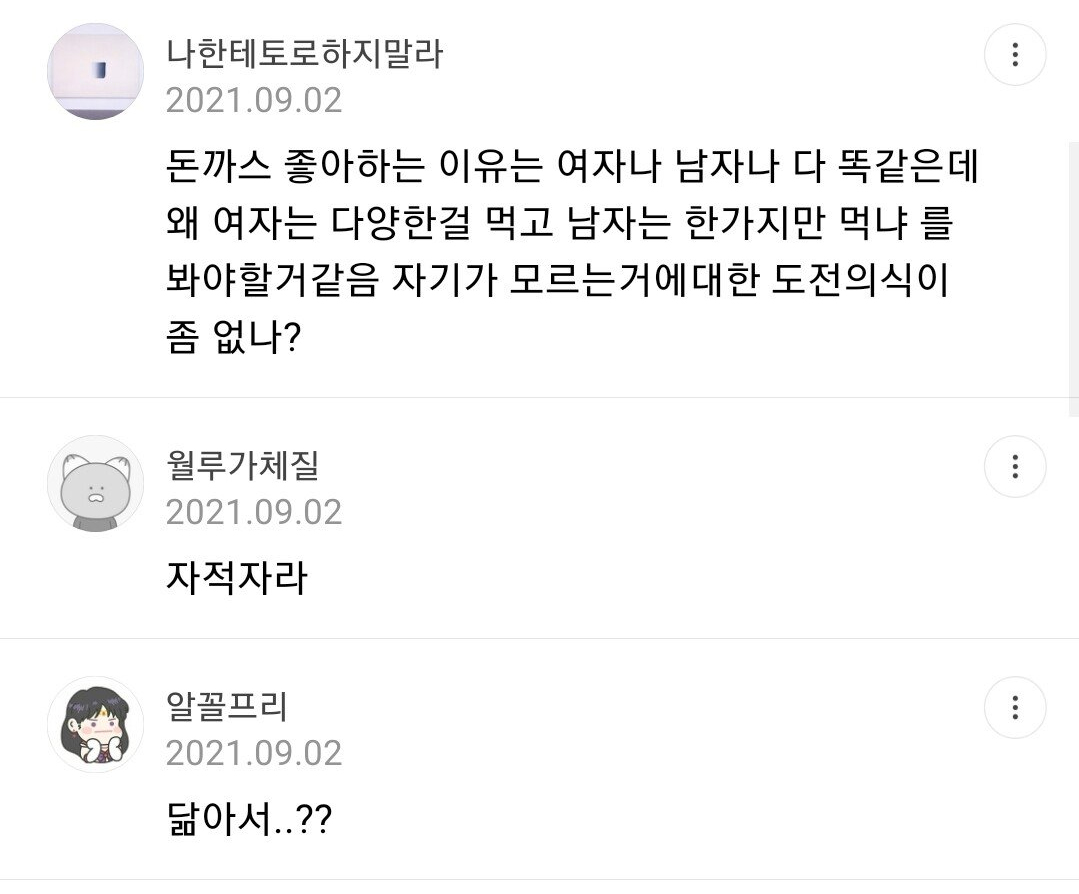 나한테토로하지말라
2021.09.02
돈까스 좋아하는 이유는 여자나 남자나 다 똑같은데
왜 여자는 다양한걸 먹고 남자는 한가지만 먹냐 를
봐야할거같음 자기가 모르는거에대한 도전의식이
좀 없나?
월루가체질
2021.09.02
자적자라
알꼴프리
2021.09.02
닮아서..??